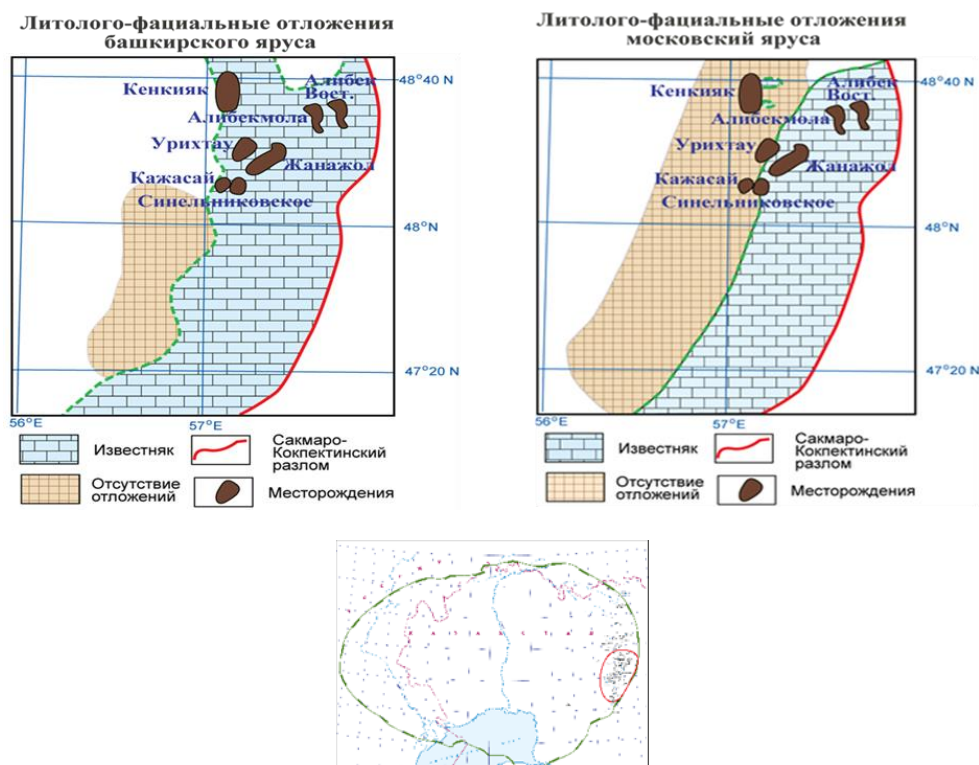 Литолого-фациальные отложения
башкирского яруса
Кенкияк
Алибек
Вост.
Алибекмола
Урихтау
Жанажол
Кажасай
Синельниковское
48°40 N
48°N
47°20 N
56°E
57°E
Известняк
Сакмаро-
Кокпектинский
разлом
Отсутствие
отложений
Месторождения
Литолого-фациальные отложения
московский яруса
Кенкияк
Алибек
Вост.
Алибекмола
Урихтау
Жанажол
Кажасай
Синельниковское
48°40 N
48°N
47°20 N
56°E
57°E
Известняк
Сакмаро-
Кокпектинский
разлом
Отсутствие
отложений
Месторождения